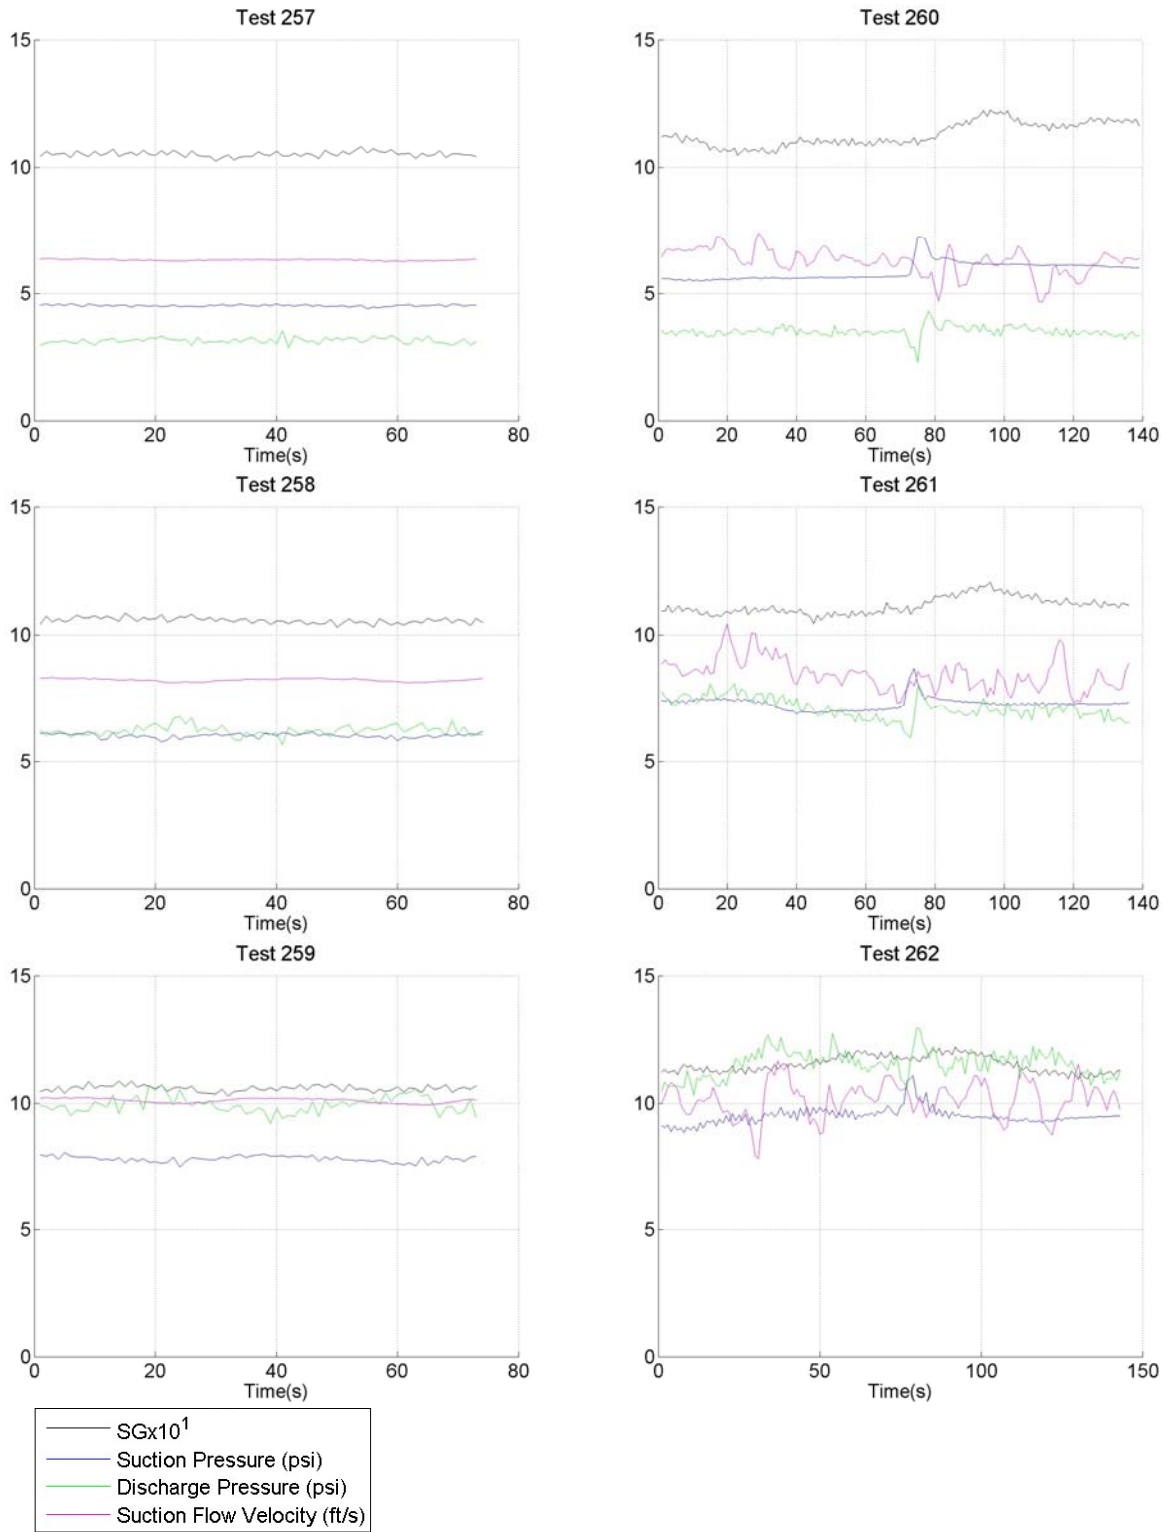 Test 257
15
10
5
0
0 20 40 60 80
Time(s)
Test 260
15
10
5
0
0 20 40 60 80 100 120 140
Time(s)
Test 258
15
10
5
0
0 20 40 60 80
Time(s)
Test 261
15
10
5
0
0 20 40 60 80 100 120 140
Time(s)
Test 259
15
10
5
0
0 20 40 60 80
Time(s)
Test 262
15
10
5
0
0 50 100 150
Time(s)
SGx10¹
Suction Pressure (psi)
Discharge Pressure (psi)
Suction Flow Velocity (ft/s)